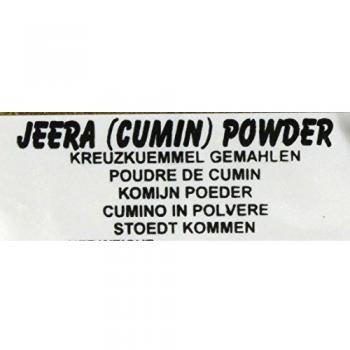 JEERA (CUMIN) POWDER
KREUZKUEMMEL GEMAHLEN
POUDRE DE CUMIN
KOMIJN POEDER
CUMINO IN POLVERE
STOEDT KOMMEN